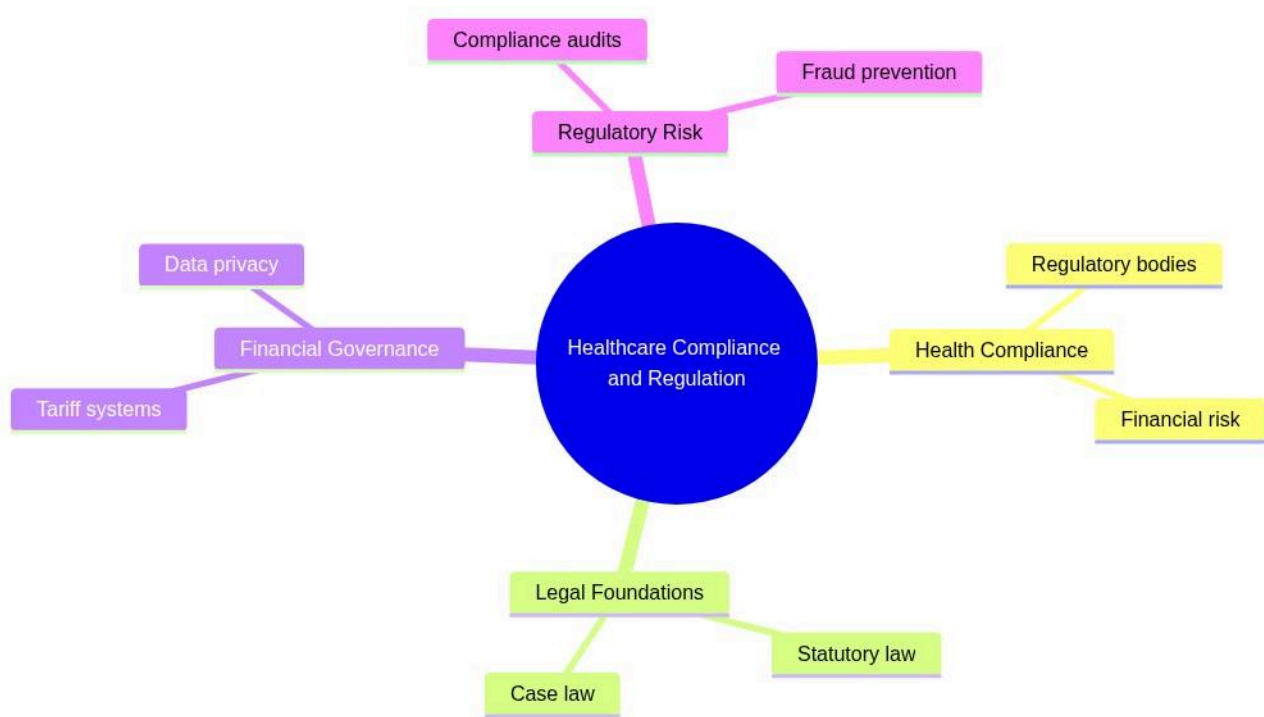 Compliance audits
Fraud prevention
Regulatory Risk
Data privacy
Regulatory bodies
Financial Governance
Healthcare Compliance
and Regulation
Health Compliance
Tariff systems
Financial risk
Legal Foundations
Statutory law
Case law